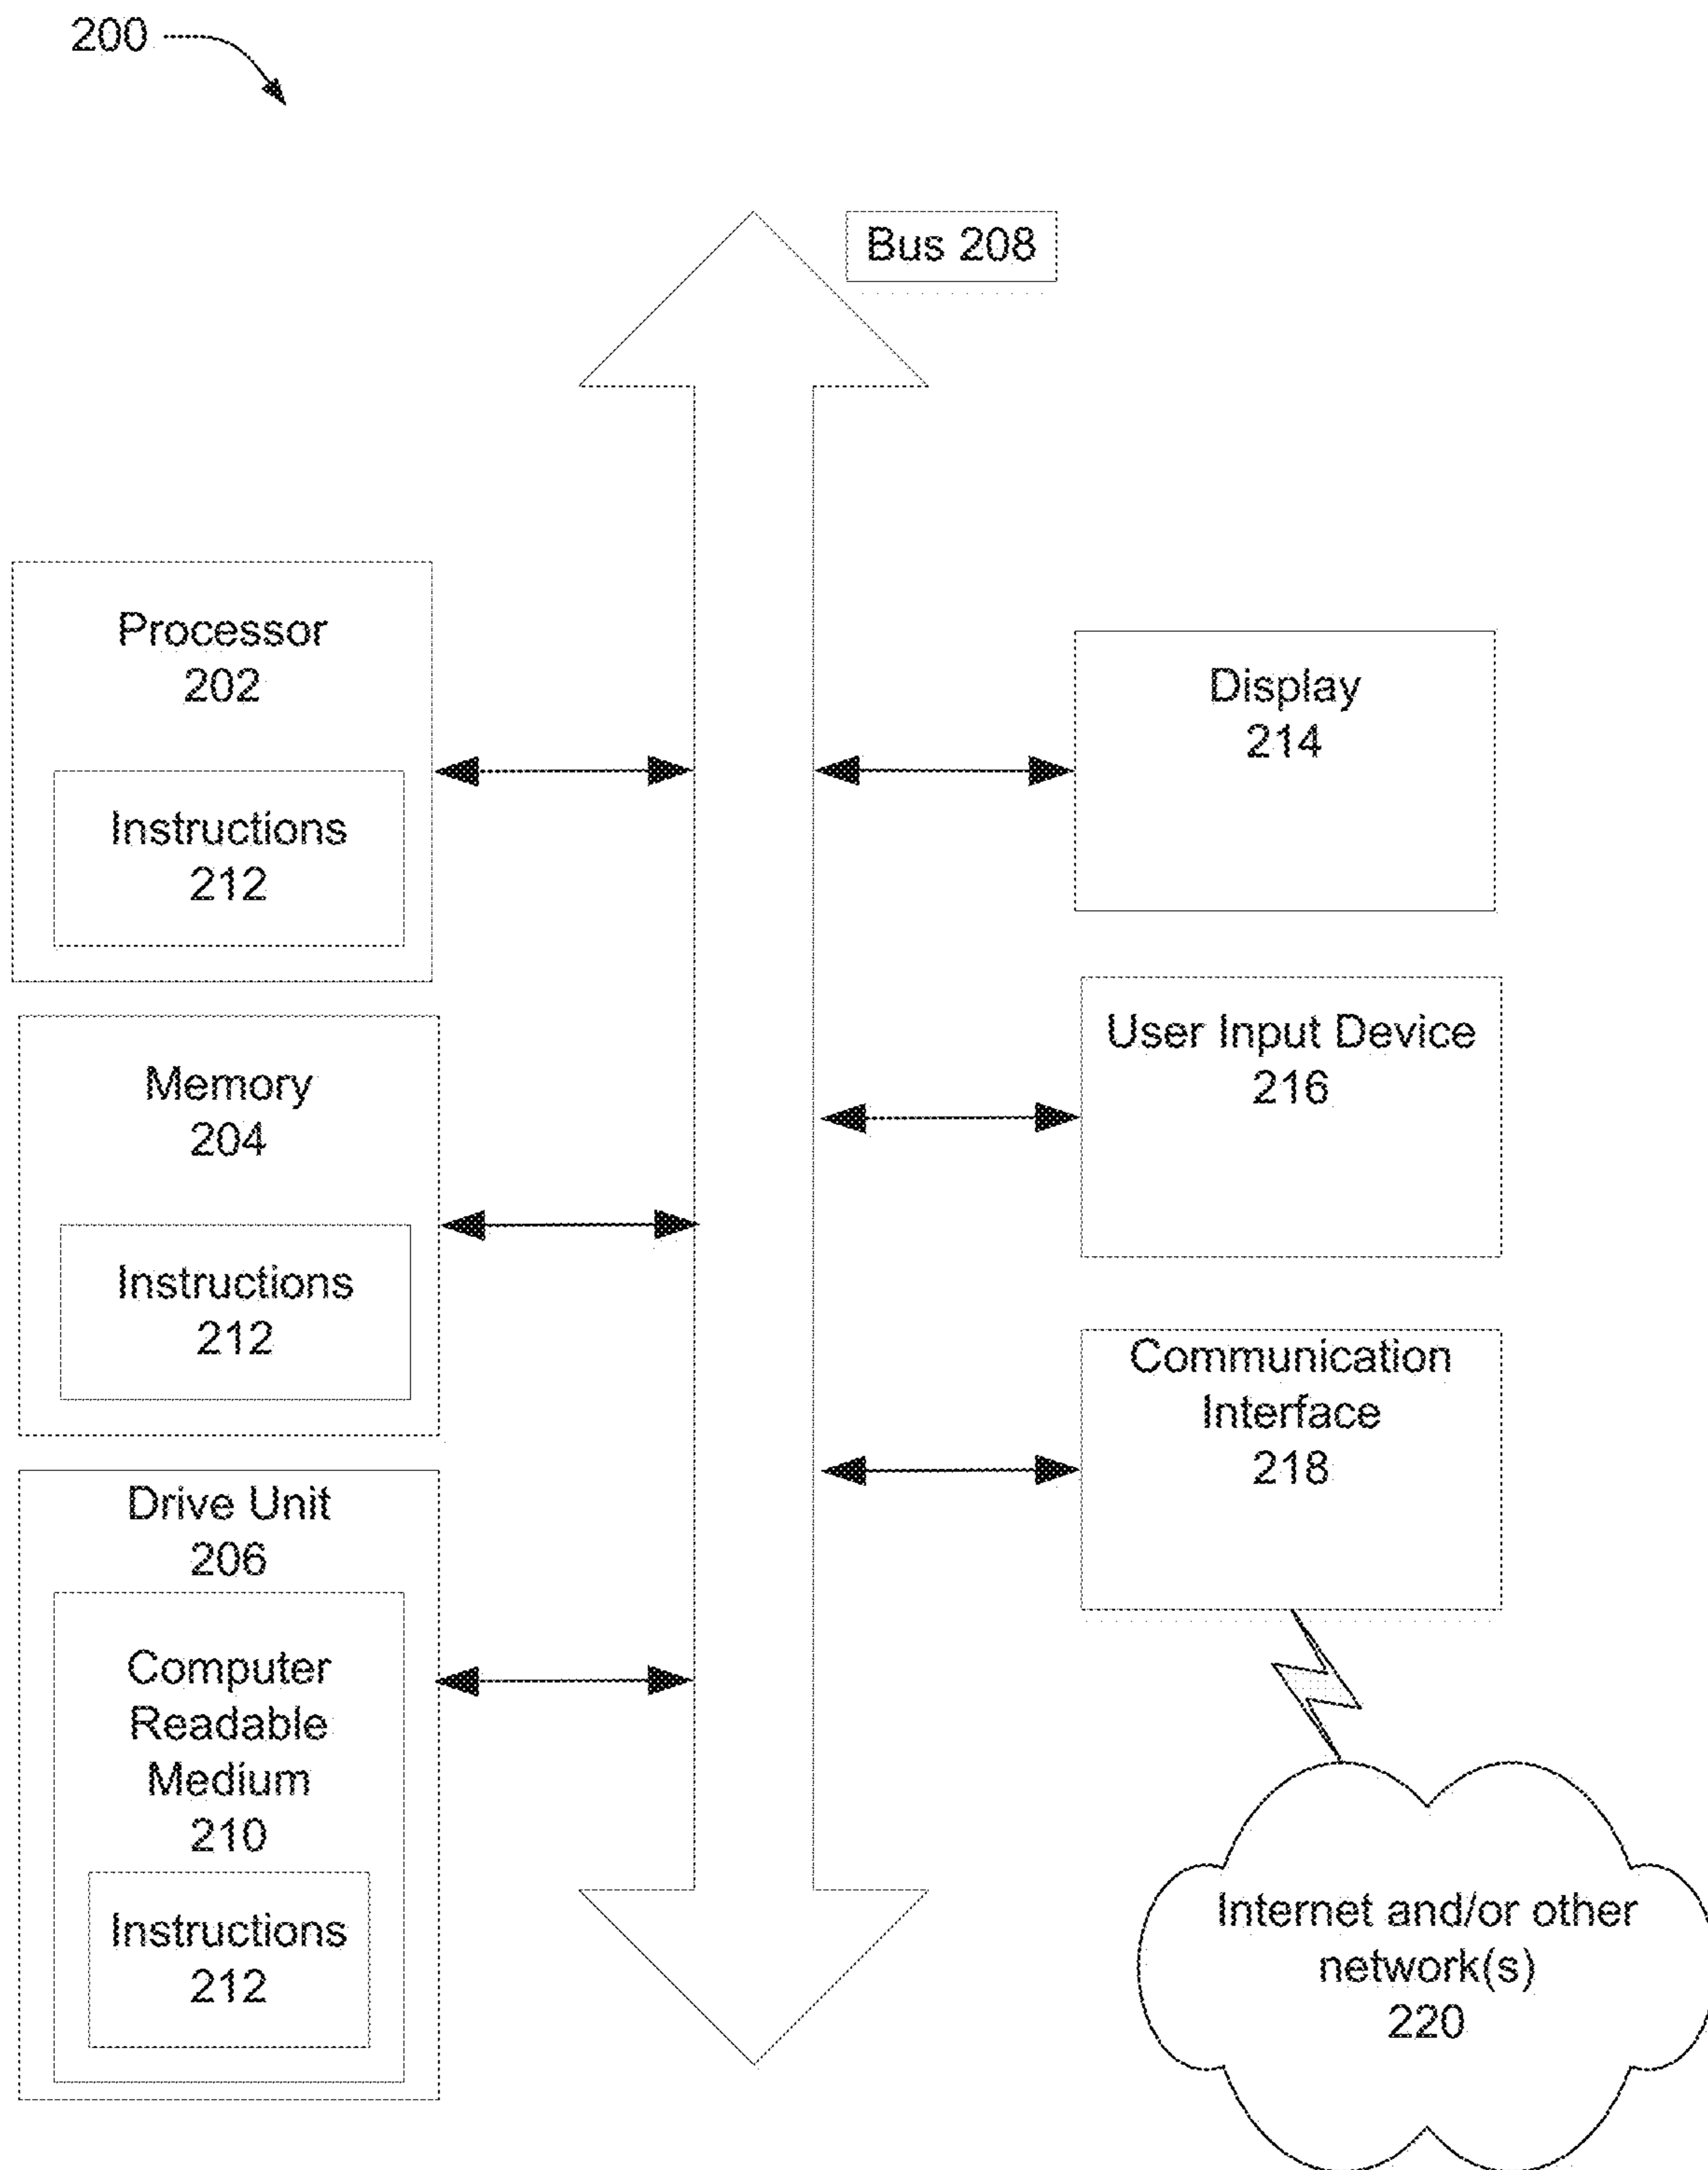 200
Bus 208
Processor
202
Instructions
212
Memory
204
Instructions
212
Drive Unit
206
Computer
Readable
Medium
210
Instructions
212
Display
214
User Input Device
216
Communication
Interface
218
Internet and/or other
network(s)
220